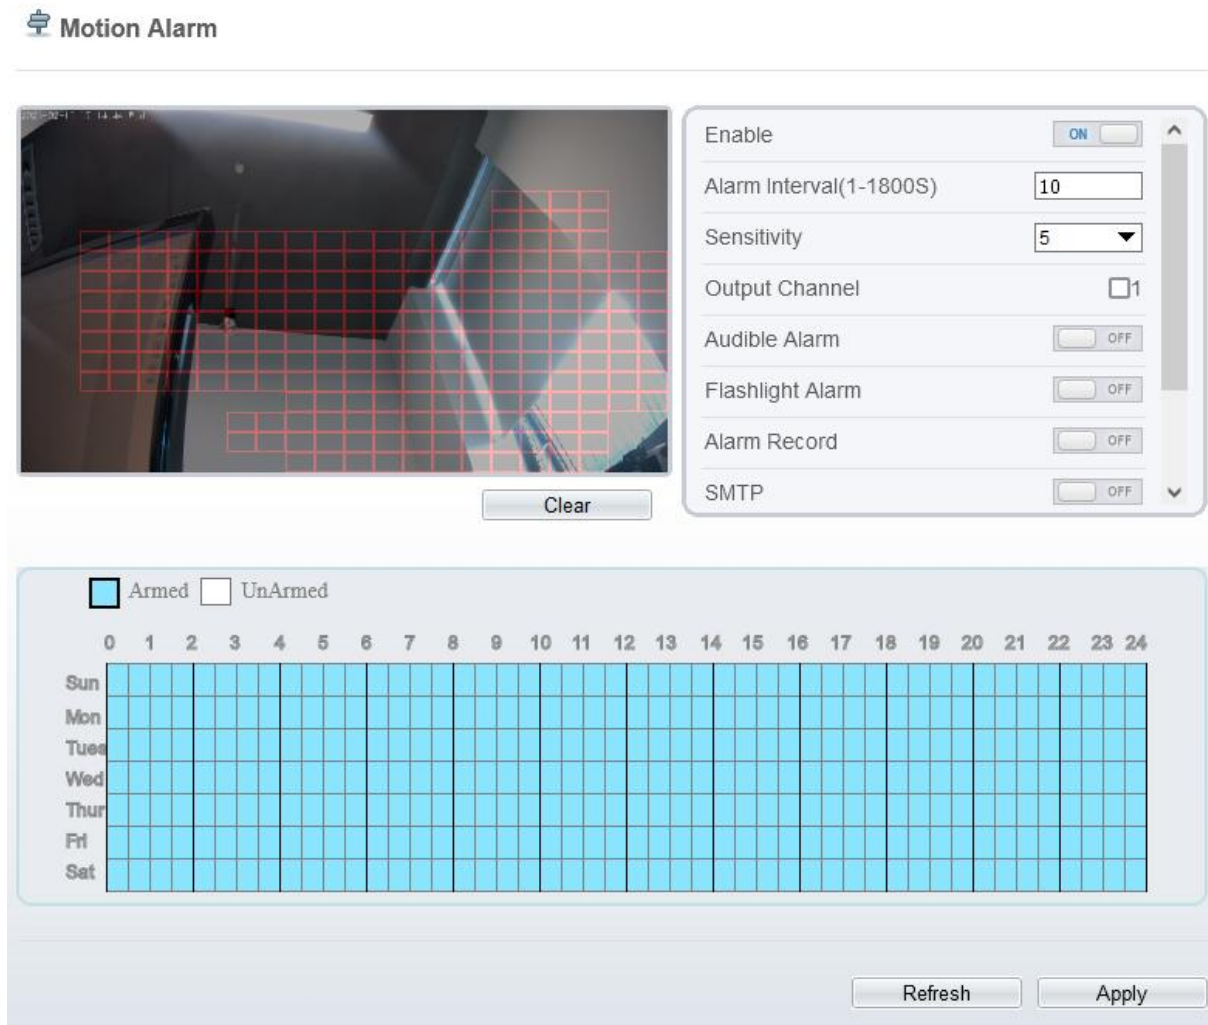 Motion Alarm
Enable ON
Alarm Interval(1-1800S) 10
Sensitivity 5
Output Channel 1
Audible Alarm OFF
Flashlight Alarm OFF
Alarm Record OFF
SMTP OFF
Clear
Armed UnArmed
0 1 2 3 4 5 6 7 8 9 10 11 12 13 14 15 16 17 18 19 20 21 22 23 24
Sun
Mon
Tues
Wed
Thur
Fri
Sat
Refresh Apply